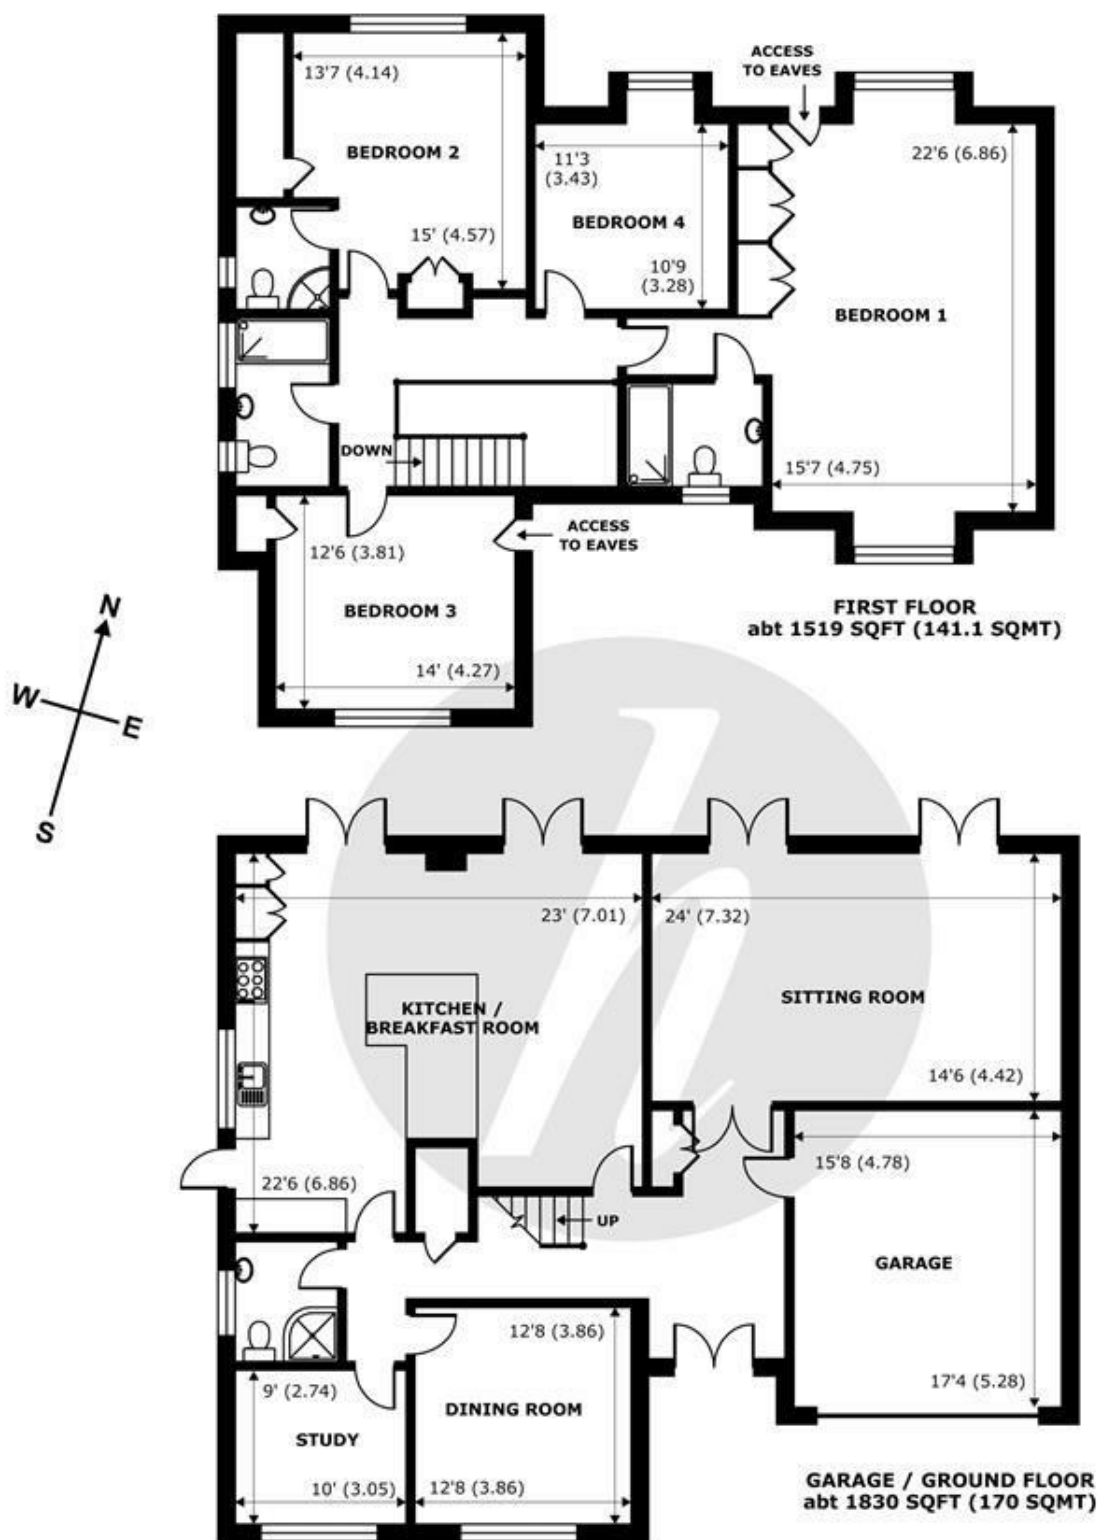 ACCESS
TO EAVES
13'7 (4.14)
11'3
(3.43)
22'6 (6.86)
BEDROOM 2
BEDROOM 4
15' (4.57)
10'9
(3.28)
BEDROOM 1
DOWN
15'7 (4.75)
ACCESS
TO EAVES
12'6 (3.81)
BEDROOM 3
14' (4.27)
FIRST FLOOR
abt 1519 SQFT (141.1 SQMT)
N
W
E
S
h
23' (7.01)
24' (7.32)
KITCHEN /
BREAKFAST ROOM
SITTING ROOM
14'6 (4.42)
22'6 (6.86)
15'8 (4.78)
UP
GARAGE
12'8 (3.86)
9' (2.74)
17'4 (5.28)
DINING ROOM
STUDY
10' (3.05)
12'8 (3.86)
GARAGE / GROUND FLOOR
abt 1830 SQFT (170 SQMT)